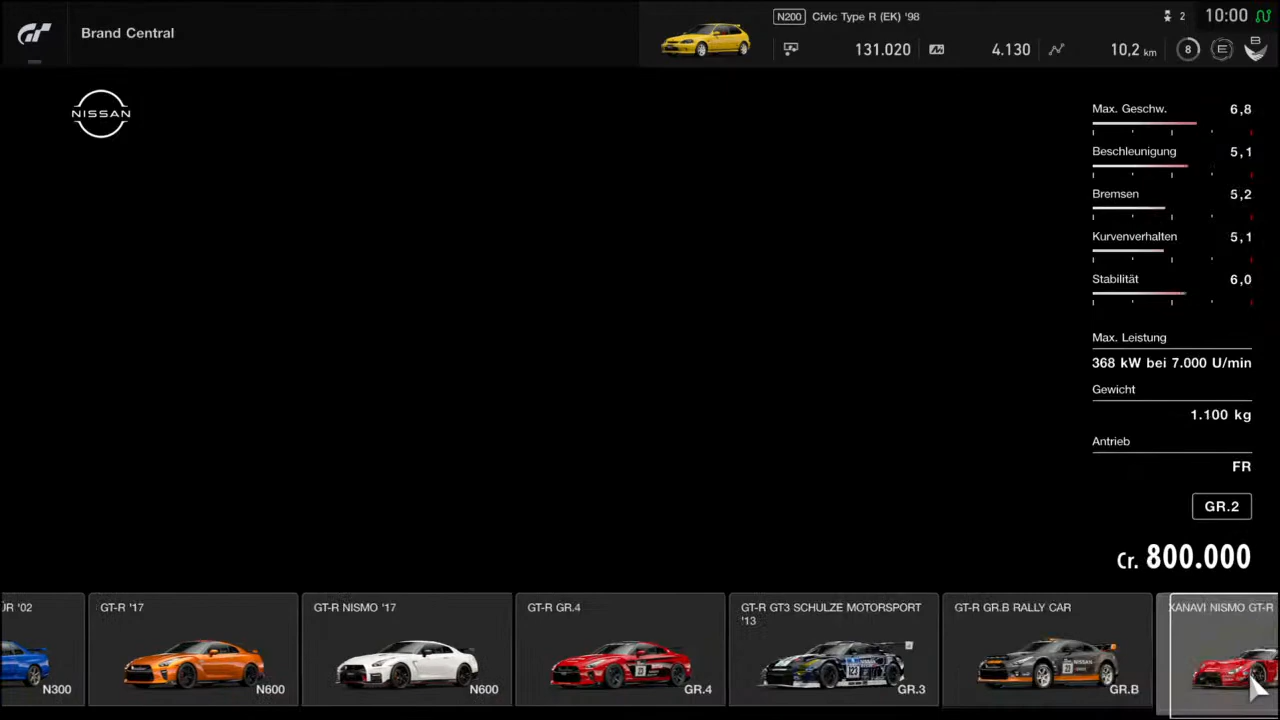 Brand Central
N200 Civic Type R (EK) '98
2
10:00
131.020
4.130
10,2 km
8
E
B
NISSAN
Max. Geschw. 6,8
Beschleunigung 5,1
Bremsen 5,2
Kurvenverhalten 5,1
Stabilität 6,0
Max. Leistung
368 kW bei 7.000 U/min
Gewicht
1.100 kg
Antrieb
FR
GR.2
Cr. 800.000
ÜR '02
N300
GT-R '17
N600
GT-R NISMO '17
N600
GT-R GR.4
GR.4
GT-R GT3 SCHULZE MOTORSPORT
'13
GR.3
GT-R GR.B RALLY CAR
GR.B
XANAVI NISMO GT-R